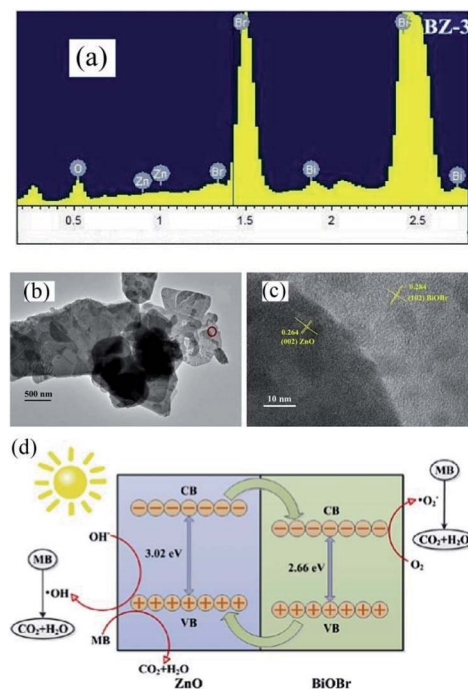 (a)
BZ-3
Br
Bi
O
Zn
Zn
Br
Bi
Bi
0.5
1
1.5
2
2.5
(b)
500 nm
(c)
0.284
(102) BiOBr
0.264
(002) ZnO
10 nm
(d)
CB
CB
MB
•O₂⁻
CO₂+H₂O
OH⁻
3.02 eV
2.66 eV
O₂
MB
•OH
CO₂+H₂O
VB
VB
MB
CO₂+H₂O
ZnO
BiOBr